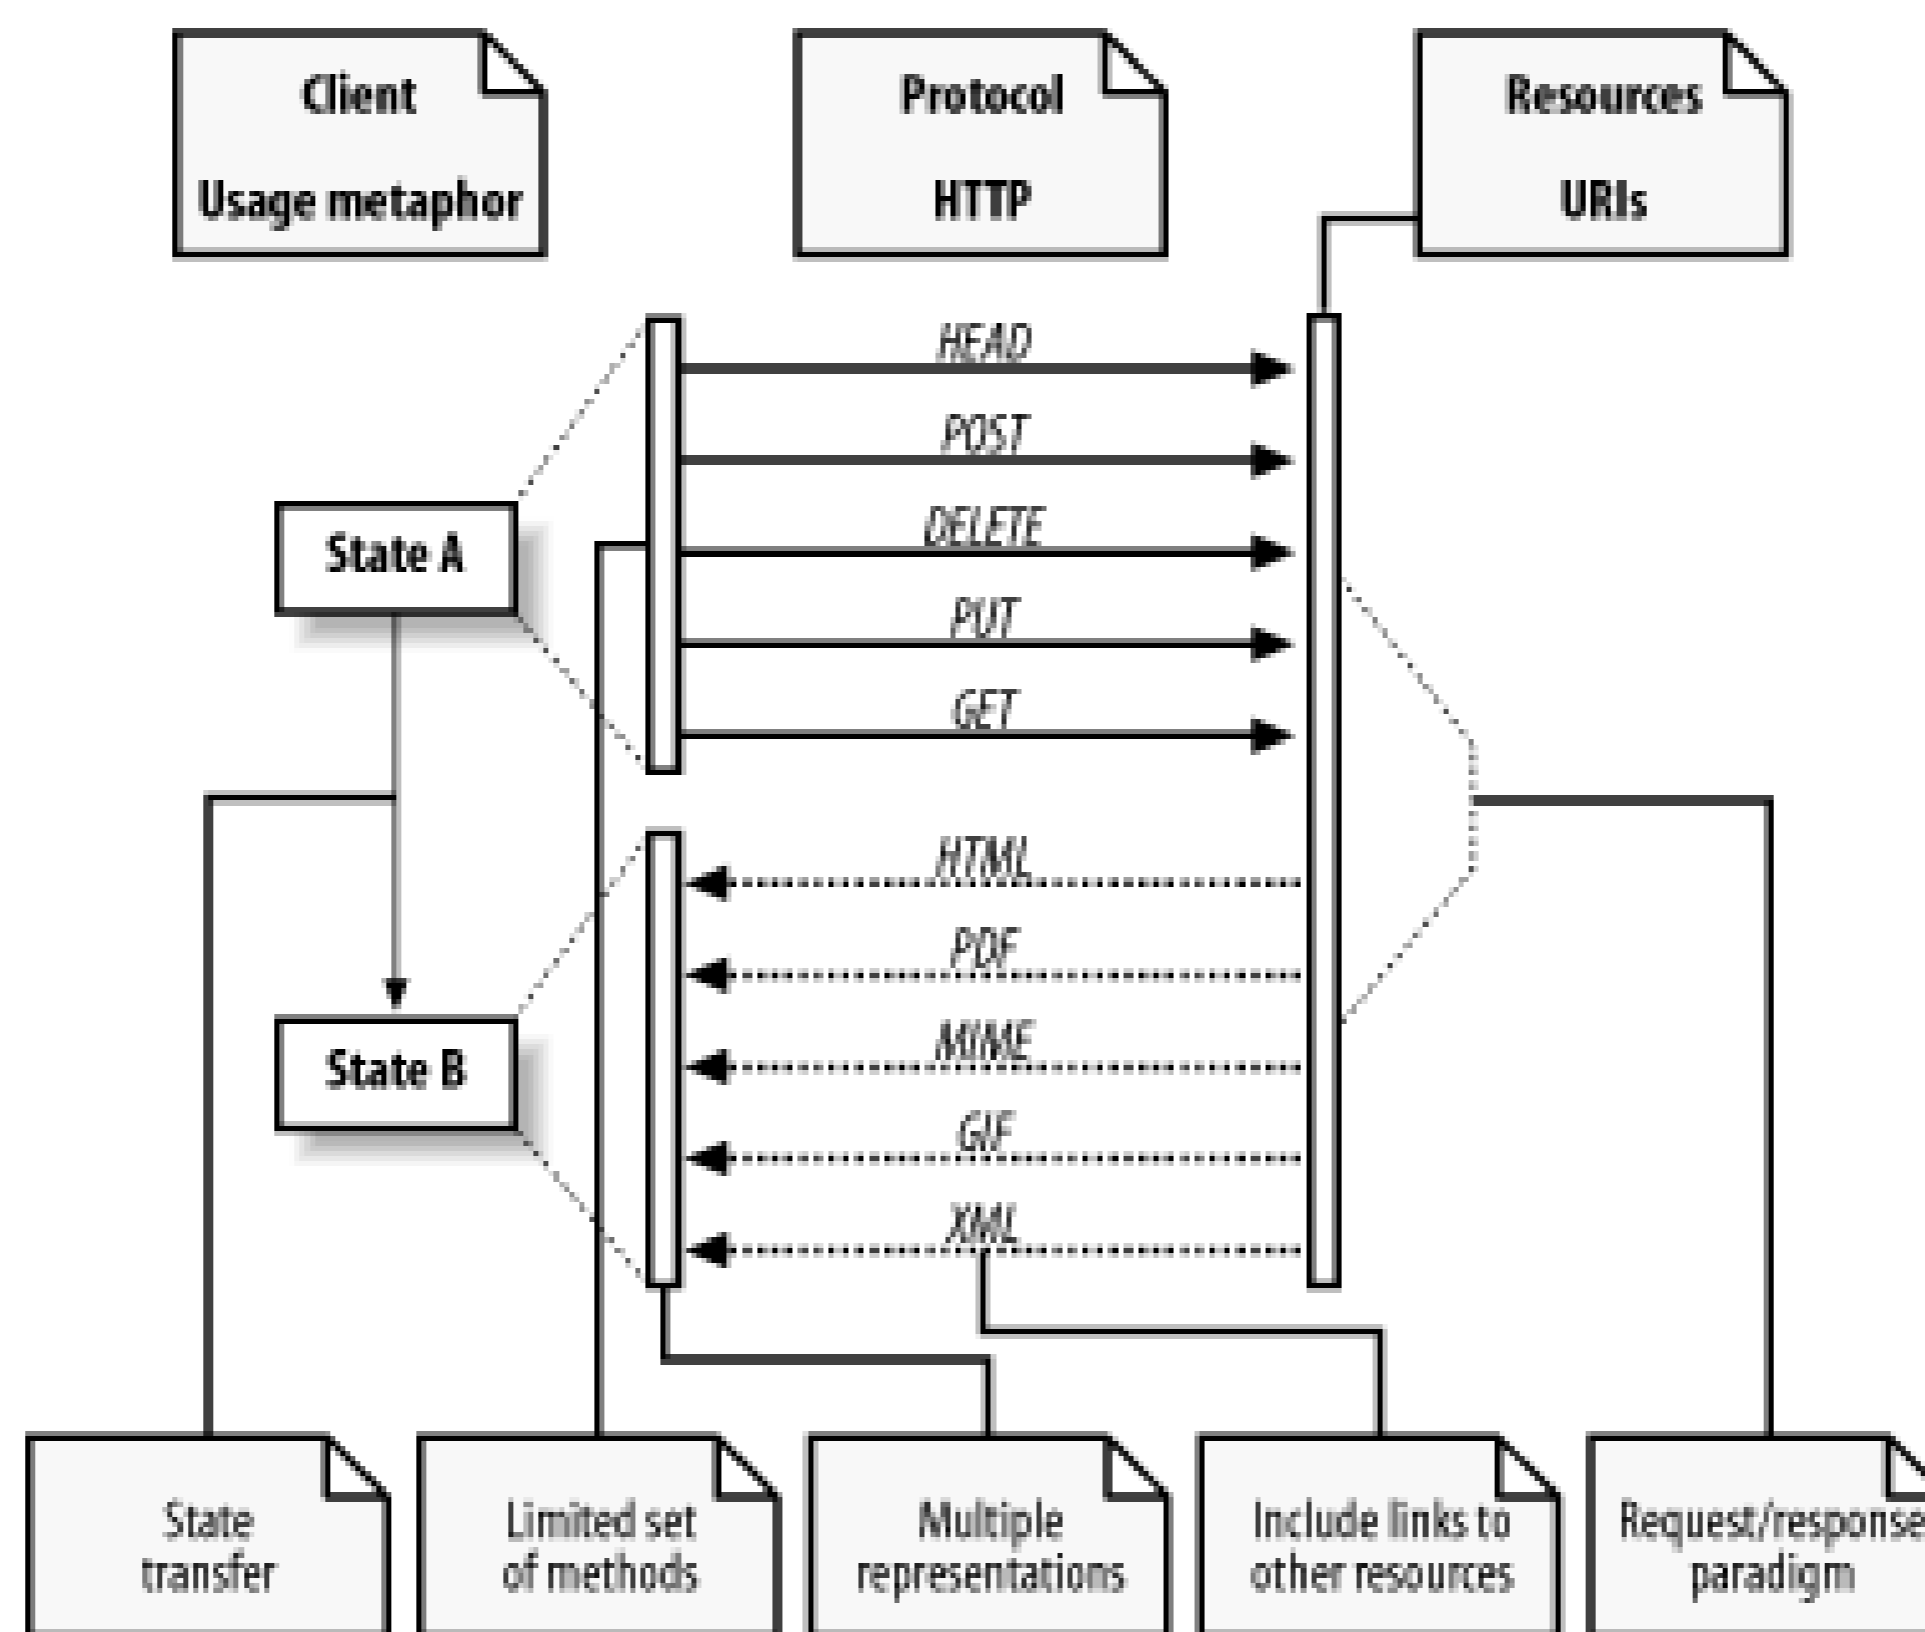 Client
Usage metaphor
Protocol
HTTP
Resources
URIs
HEAD
POST
DELETE
PUT
GET
State A
HTML
PDF
MIME
GIF
XML
State B
State
transfer
Limited set
of methods
Multiple
representations
Include links to
other resources
Request/response
paradigm